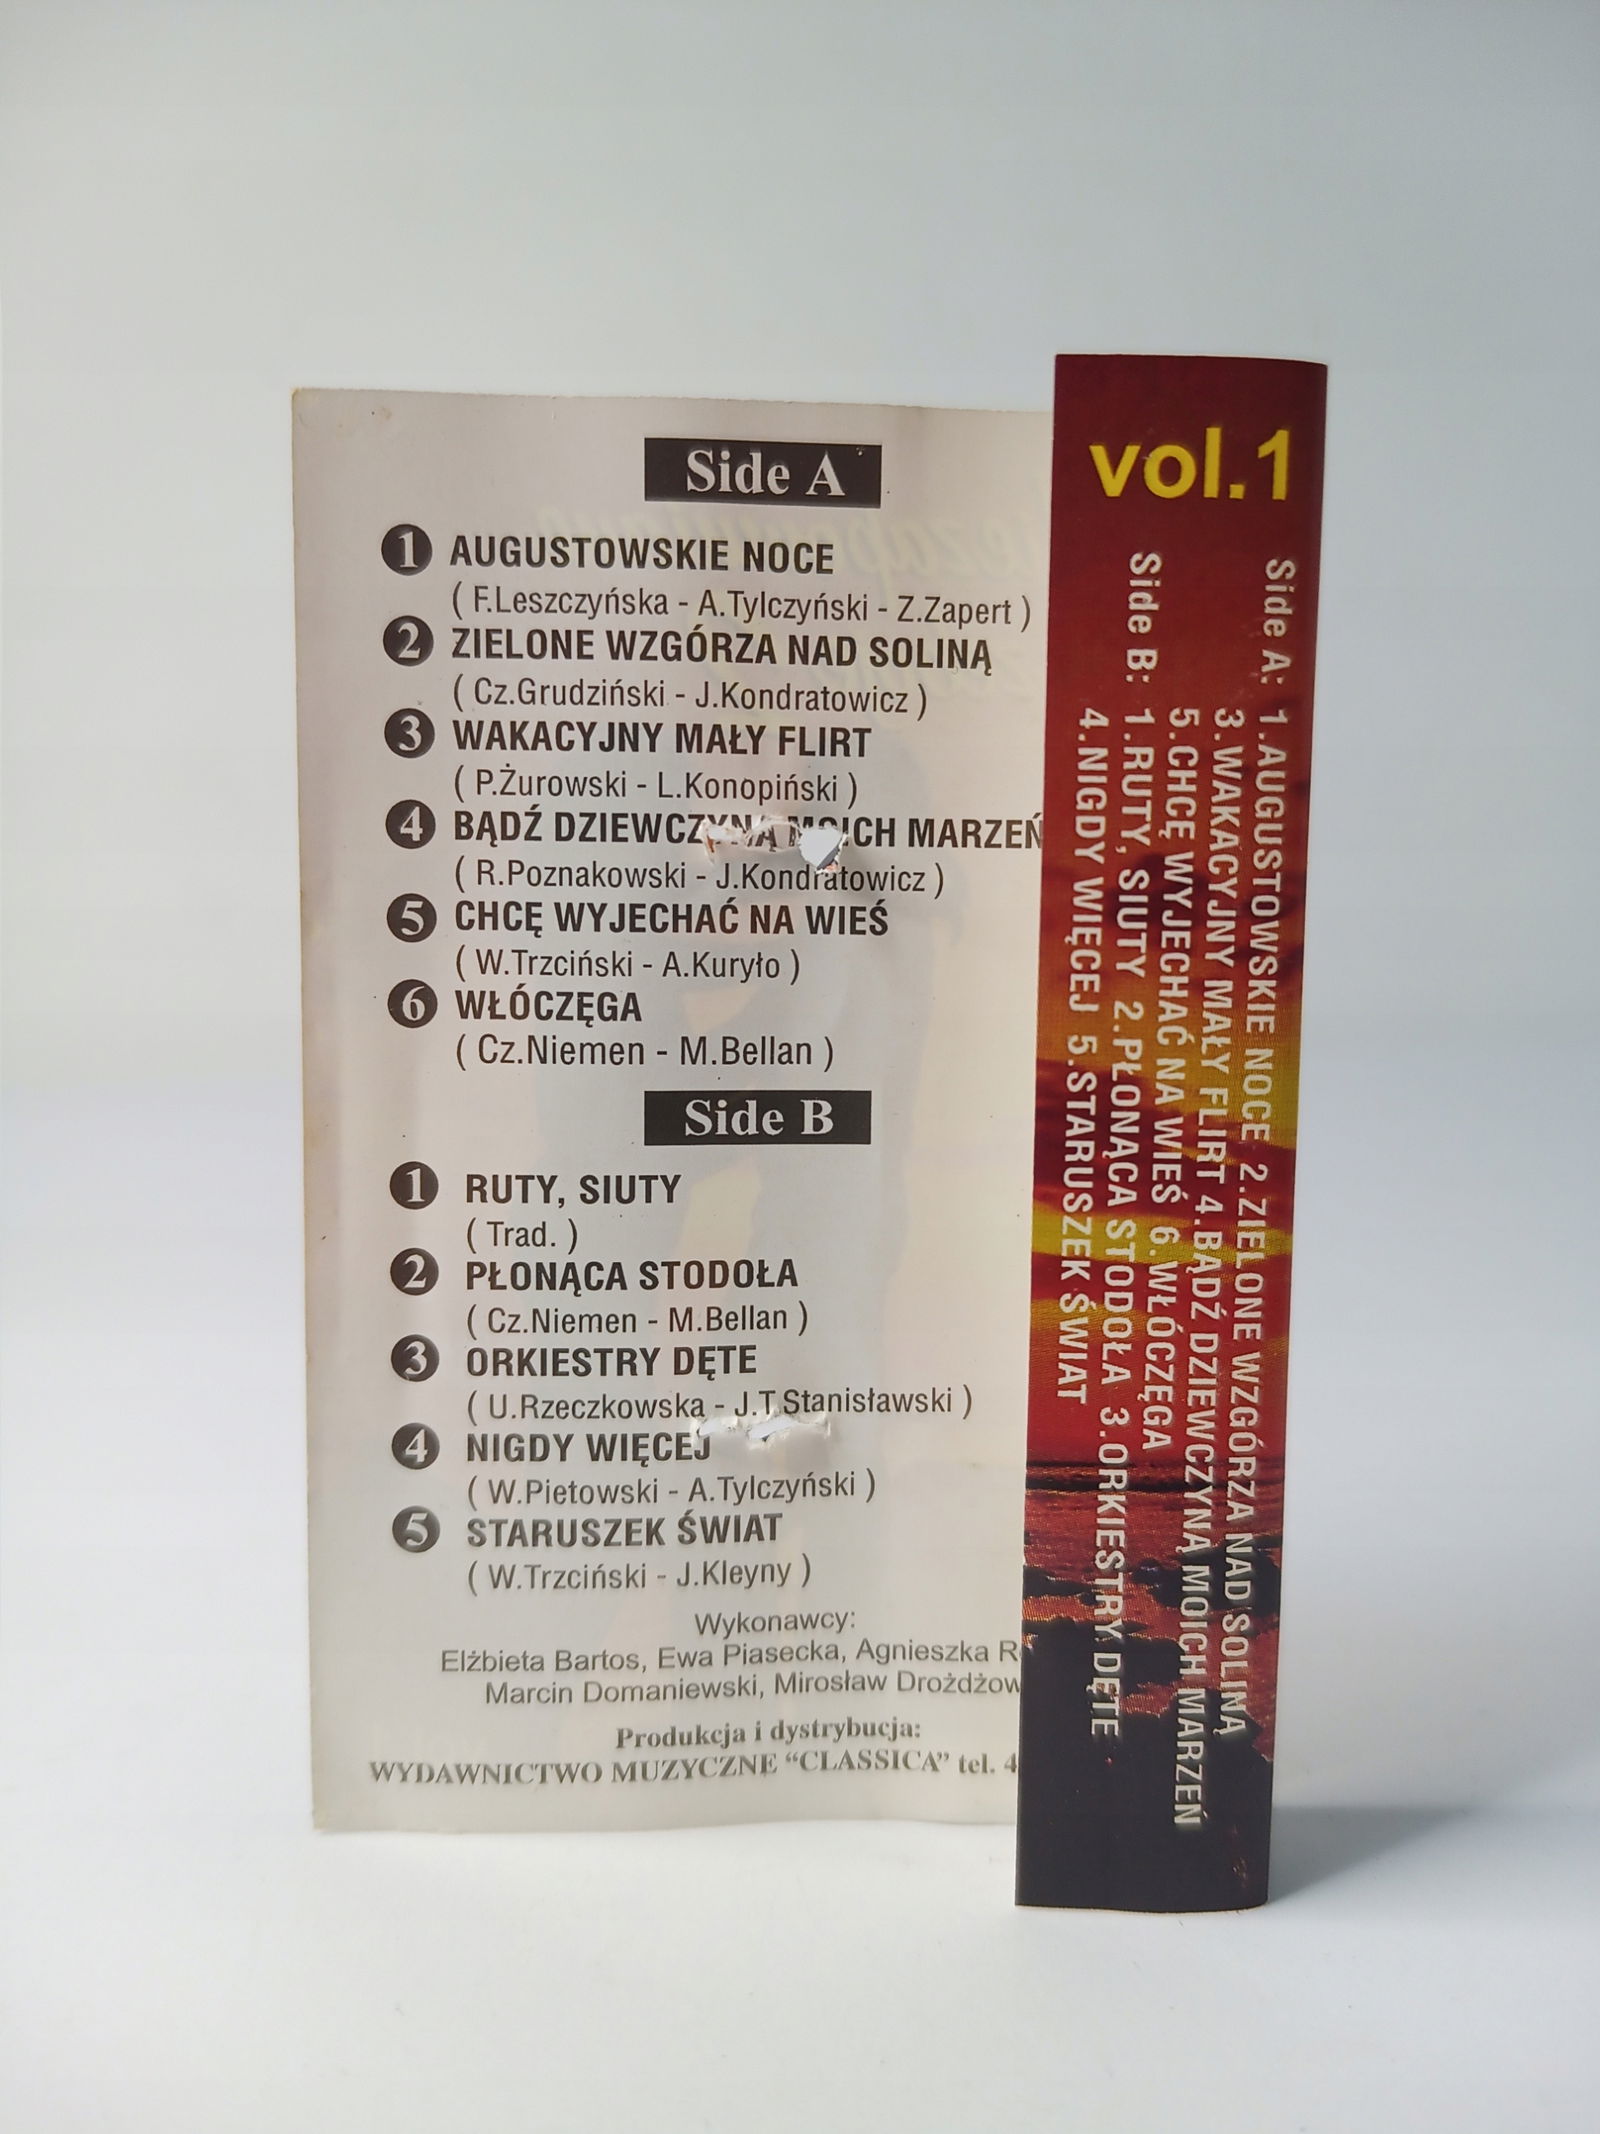 Side A
1 AUGUSTOWSKIE NOCE
( F.Leszczyńska - A.Tylczyński - Z.Zapert )
2 ZIELONE WZGÓRZA NAD SOLINĄ
( Cz.Grudziński - J.Kondratowicz )
3 WAKACYJNY MAŁY FLIRT
( P.Żurowski - L.Konopiński )
4 BĄDŹ DZIEWCZYNĄ MOICH MARZEŃ
( R.Poznakowski - J.Kondratowicz )
5 CHCĘ WYJECHAĆ NA WIEŚ
( W.Trzciński - A.Kuryło )
6 WŁÓCZĘGA
( Cz.Niemen - M.Bellan )
Side B
1 RUTY, SIUTY
( Trad. )
2 PŁONĄCA STODOŁA
( Cz.Niemen - M.Bellan )
3 ORKIESTRY DĘTE
( U.Rzeczkowska - J.T.Stanisławski )
4 NIGDY WIĘCEJ
( W.Pietowski - A.Tylczyński )
5 STARUSZEK ŚWIAT
( W.Trzciński - J.Kleyny )
Wykonawcy:
Elżbieta Bartos, Ewa Piasecka, Agnieszka
Marcin Domaniewski, Mirosław
Produkcja i dystrybucja:
WYDAWNICTWO MUZYCZNE “CLASSICA” tel. 4
vol.1
Side A: 1.AUGUSTOWSKIE NOCE 2.ZIELONE WZGÓRZA NAD SOLINĄ
3.WAKACYJNY MAŁY FLIRT 4.BĄDŹ DZIEWCZYNĄ MOICH MARZEŃ
5.CHCĘ WYJECHAĆ NA WIEŚ 6.WŁÓCZĘGA
Side B: 1.RUTY, SIUTY 2.PŁONĄCA STODOŁA 3.ORKIESTRY DĘTE
4.NIGDY WIĘCEJ 5.STARUSZEK ŚWIAT